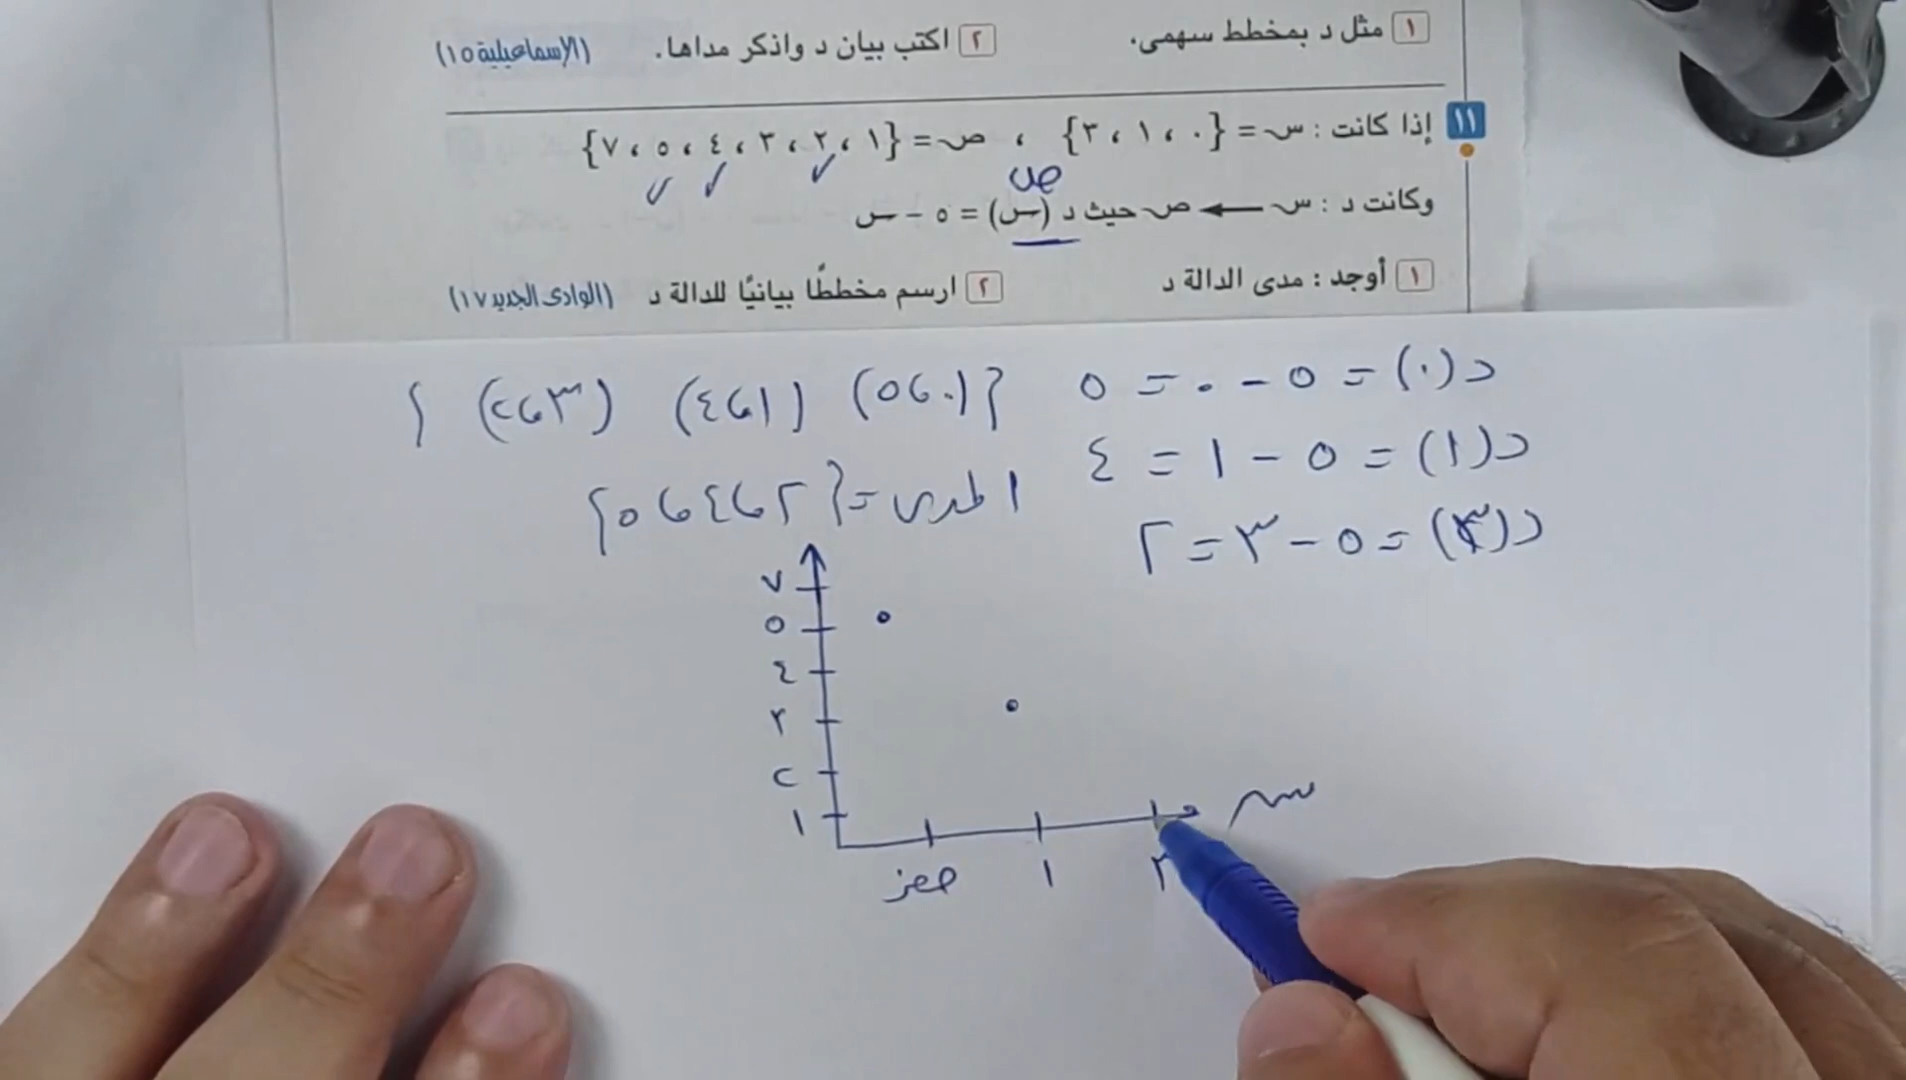 ١ مثل د بمخطط سهمى. ٢ اكتب بيان د واذكر مداها. (الإسماعيلية ١٥)
١١ إذا كانت : س = {٠ ، ١ ، ٣} ، ص = {١ ، ٢ ، ٣ ، ٤ ، ٥ ، ٧}
ص
وكانت د : س ← ص حيث د (س) = ٥ - س
١ أوجد : مدى الدالة د ٢ ارسم مخططًا بيانيًا للدالة د (الوادى الجديد ١٧)
د(٠) = ٥ - ٠ = ٥
د(١) = ٥ - ١ = ٤
د(٣) = ٥ - ٣ = ٢
{(٠،٥) (١،٤) (٣،٢)}
المدى = {٢،٤،٥}
٧
٥
٤
٣
٢
١
صفر ١ ٣ س